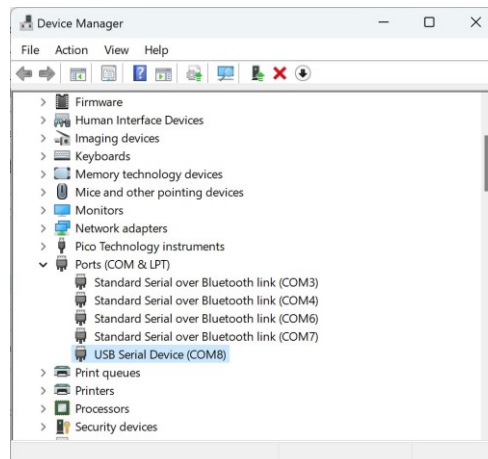 Device Manager
File Action View Help
Firmware
Human Interface Devices
Imaging devices
Keyboards
Memory technology devices
Mice and other pointing devices
Monitors
Network adapters
Pico Technology instruments
Ports (COM & LPT)
Standard Serial over Bluetooth link (COM3)
Standard Serial over Bluetooth link (COM4)
Standard Serial over Bluetooth link (COM6)
Standard Serial over Bluetooth link (COM7)
USB Serial Device (COM8)
Print queues
Printers
Processors
Security devices